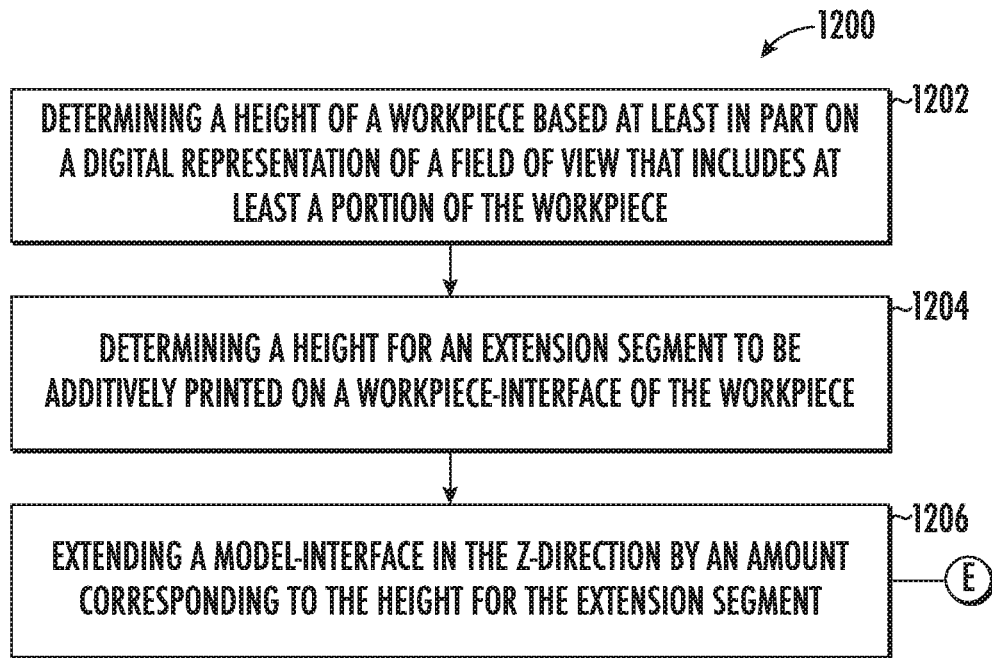 1200
1202
DETERMINING A HEIGHT OF A WORKPIECE BASED AT LEAST IN PART ON
A DIGITAL REPRESENTATION OF A FIELD OF VIEW THAT INCLUDES AT
LEAST A PORTION OF THE WORKPIECE
1204
DETERMINING A HEIGHT FOR AN EXTENSION SEGMENT TO BE
ADDITIVELY PRINTED ON A WORKPIECE-INTERFACE OF THE WORKPIECE
1206
EXTENDING A MODEL-INTERFACE IN THE Z-DIRECTION BY AN AMOUNT
CORRESPONDING TO THE HEIGHT FOR THE EXTENSION SEGMENT
E